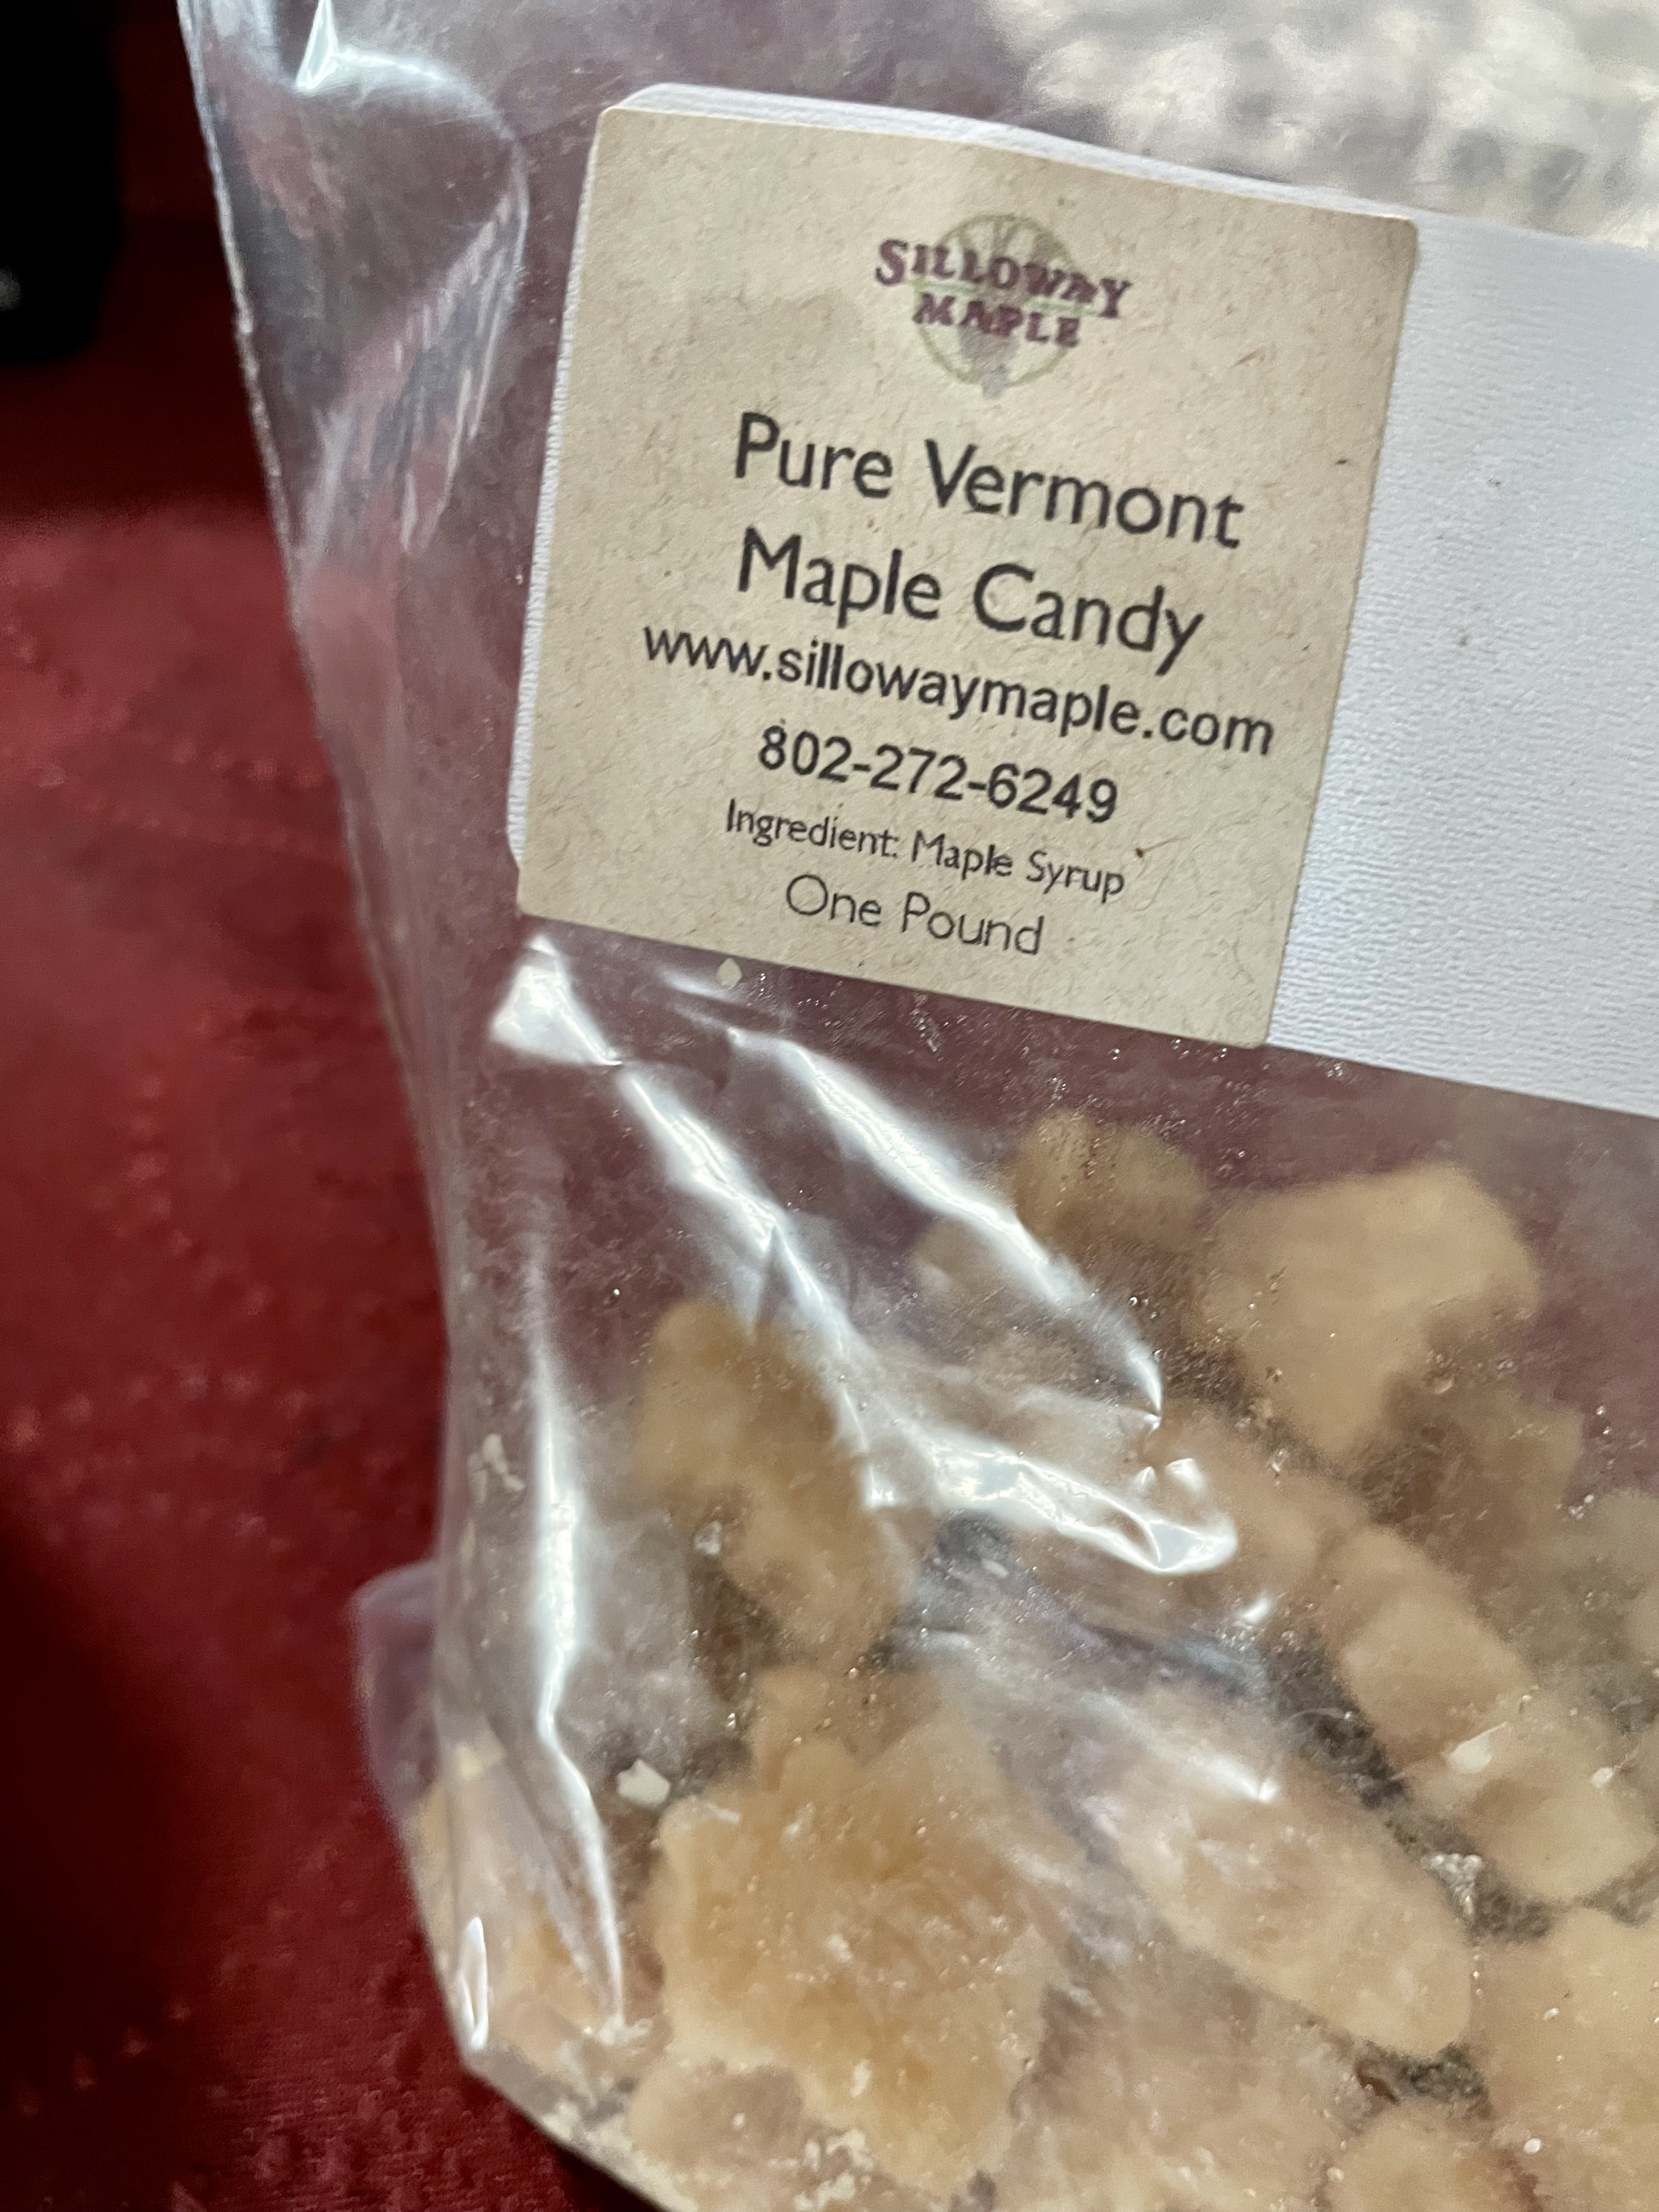 SILLOWAY
MAPLE
Pure Vermont
Maple Candy
www.sillowaymaple.com
802-272-6249
Ingredient: Maple Syrup
One Pound